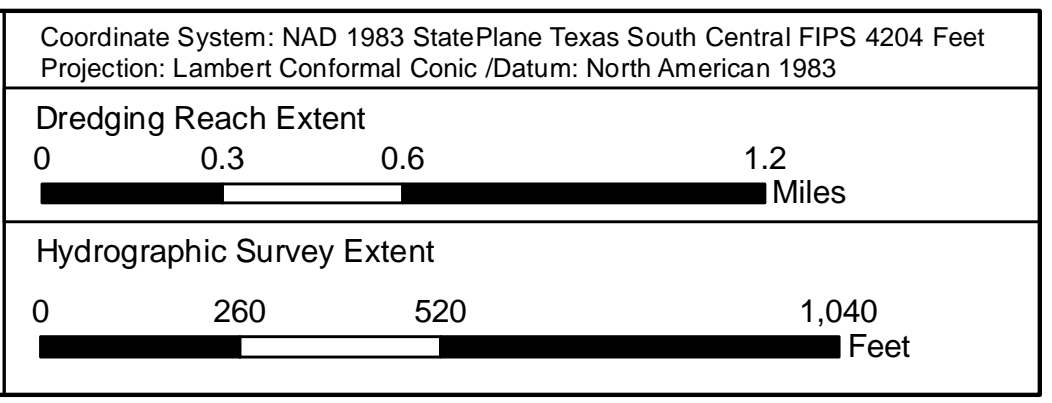 Coordinate System: NAD 1983 StatePlane Texas South Central FIPS 4204 Feet
Projection: Lambert Conformal Conic /Datum: North American 1983
Dredging Reach Extent
0 0.3 0.6 1.2
Miles
Hydrographic Survey Extent
0 260 520 1,040
Feet